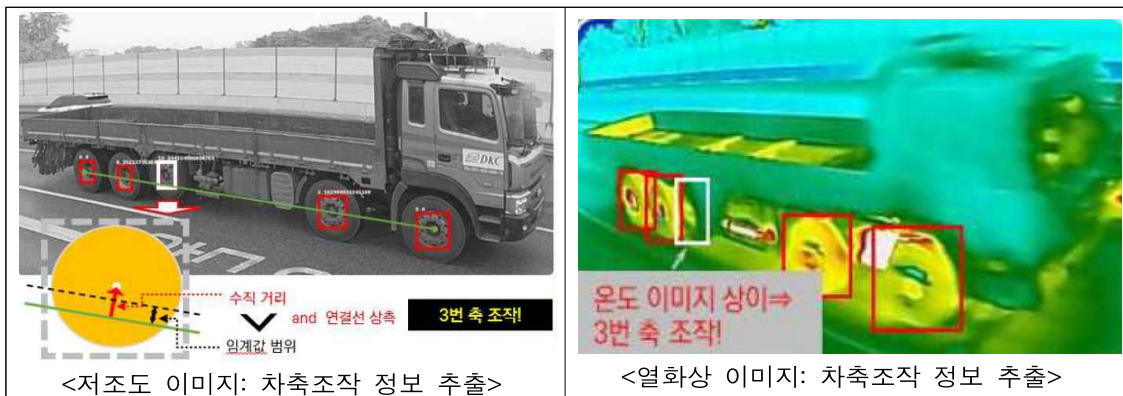 DKC
수직 거리
and 연결선 상측
임계값 범위
3번 축 조작!
<저조도 이미지: 차축조작 정보 추출>
온도 이미지 상이⇒
3번 축 조작!
<열화상 이미지: 차축조작 정보 추출>